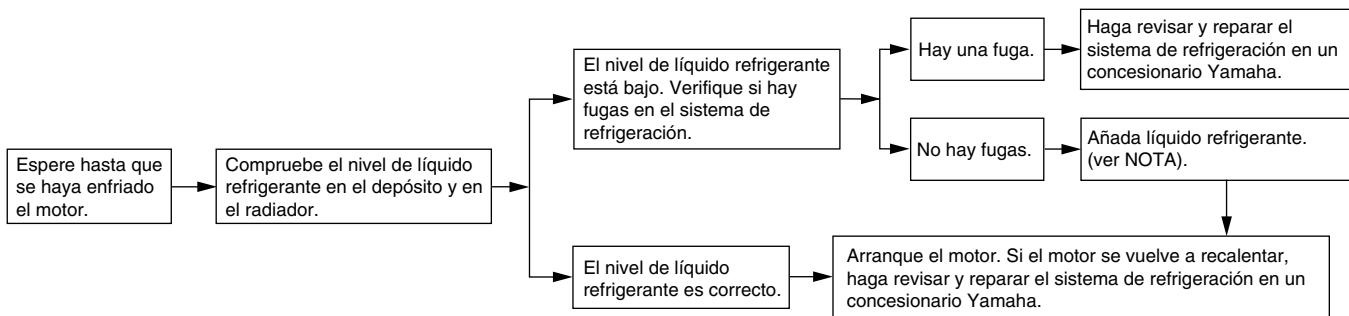 Espere hasta que
se haya enfriado
el motor.
Compruebe el nivel de líquido
refrigerante en el depósito y en
el radiador.
El nivel de líquido refrigerante
está bajo. Verifique si hay
fugas en el sistema de
refrigeración.
Hay una fuga.
Haga revisar y reparar el
sistema de refrigeración en un
concesionario Yamaha.
No hay fugas.
Añada líquido refrigerante.
(ver NOTA).
El nivel de líquido
refrigerante es correcto.
Arranque el motor. Si el motor se vuelve a recalentar,
haga revisar y reparar el sistema de refrigeración en un
concesionario Yamaha.